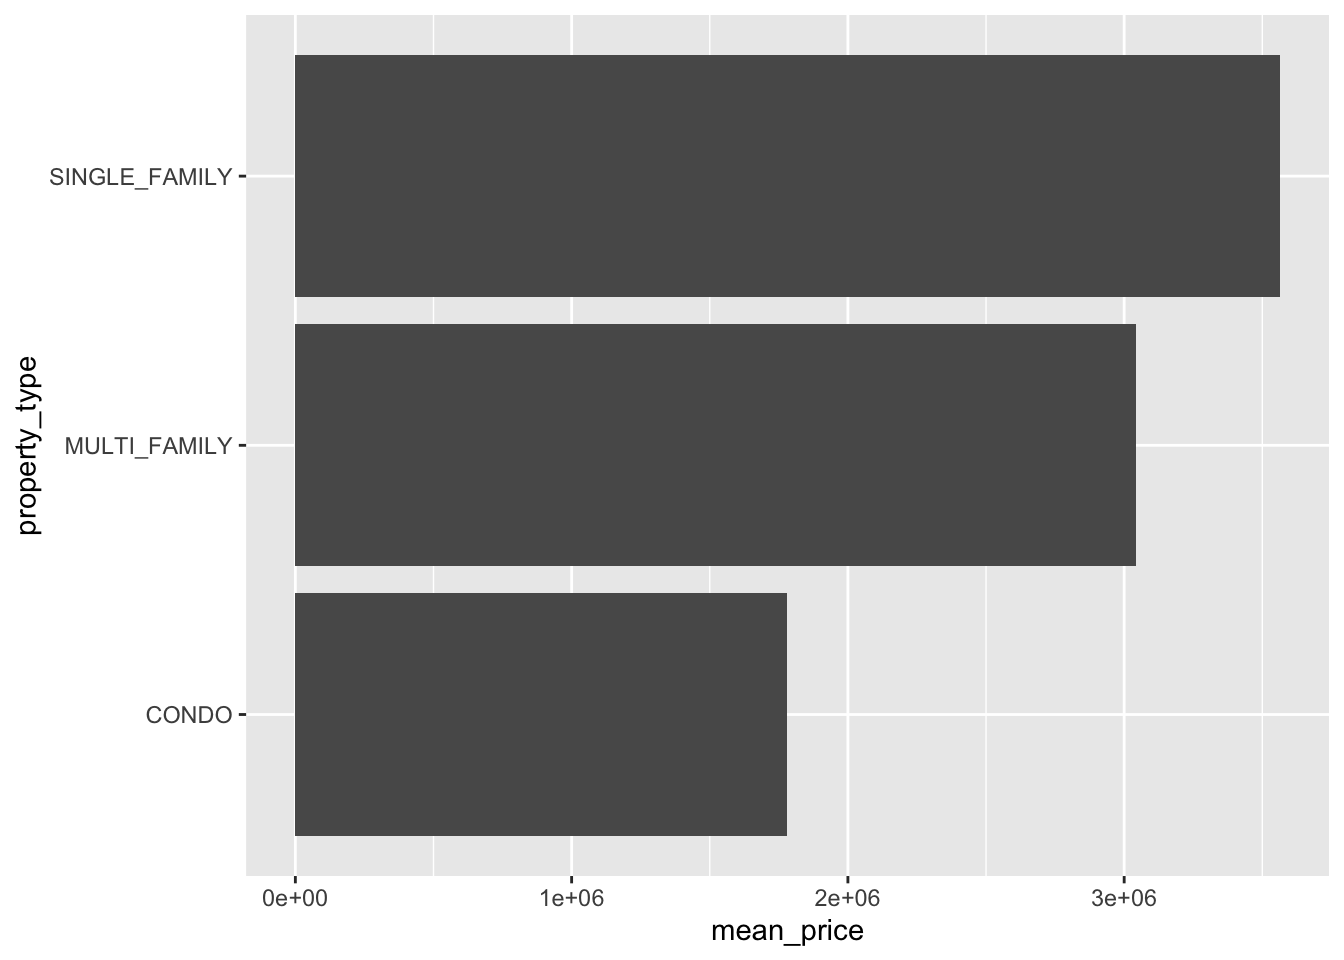 property_type
SINGLE_FAMILY
MULTI_FAMILY
CONDO
0e+00 1e+06 2e+06 3e+06
mean_price